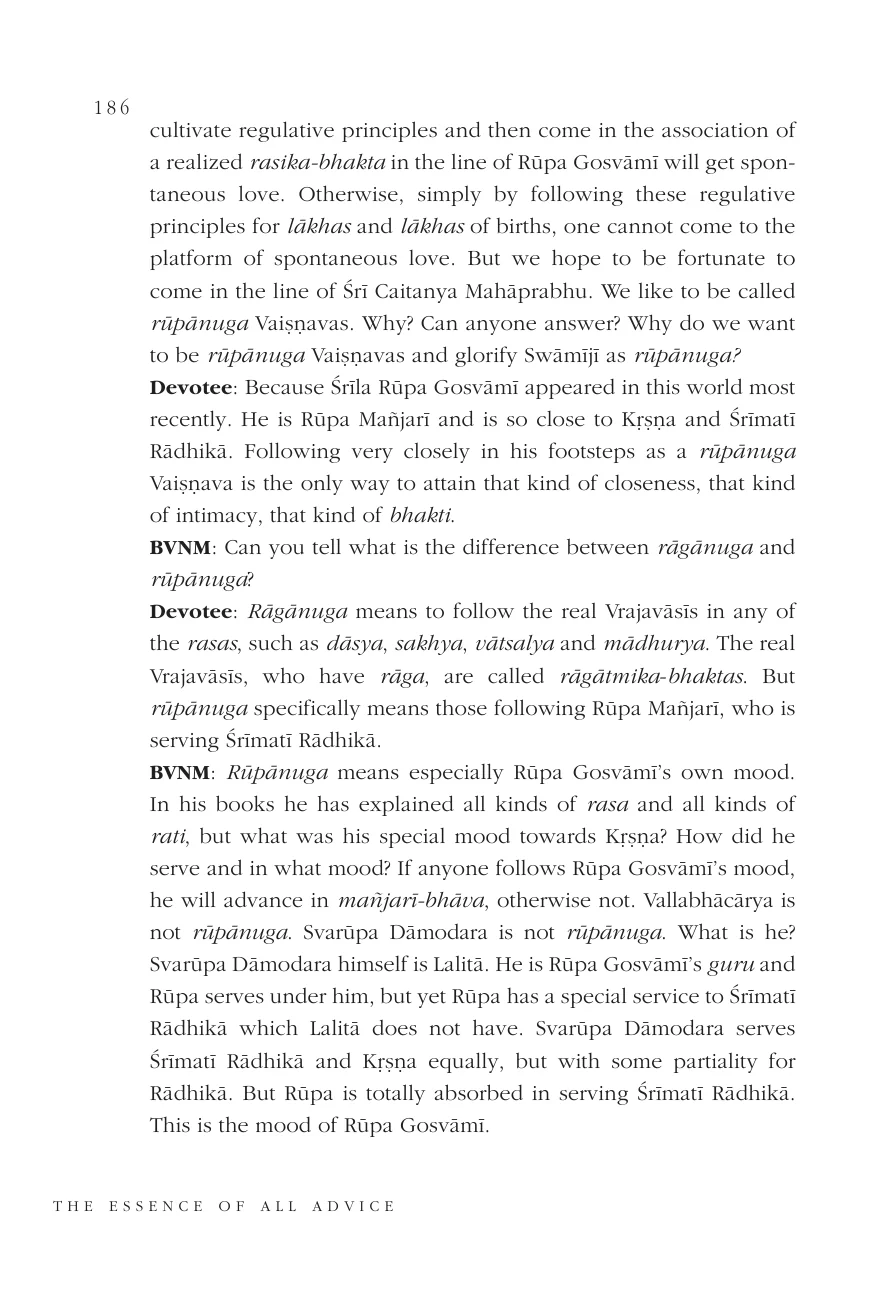 186
cultivate regulative principles and then come in the association of
a realized rasika-bhakta in the line of Rūpa Gosvāmī will get spon-
taneous love. Otherwise, simply by following these regulative
principles for lākhas and lākhas of births, one cannot come to the
platform of spontaneous love. But we hope to be fortunate to
come in the line of Śrī Caitanya Mahāprabhu. We like to be called
rūpānuga Vaiṣṇavas. Why? Can anyone answer? Why do we want
to be rūpānuga Vaiṣṇavas and glorify Swāmījī as rūpānuga?
Devotee: Because Śrīla Rūpa Gosvāmī appeared in this world most
recently. He is Rūpa Mañjarī and is so close to Kṛṣṇa and Śrīmatī
Rādhikā. Following very closely in his footsteps as a rūpānuga
Vaiṣṇava is the only way to attain that kind of closeness, that kind
of intimacy, that kind of bhakti.
BVNM: Can you tell what is the difference between rāgānuga and
rūpānuga?
Devotee: Rāgānuga means to follow the real Vrajavāsīs in any of
the rasas, such as dāsya, sakhya, vātsalya and mādhurya. The real
Vrajavāsīs, who have rāga, are called rāgātmika-bhaktas. But
rūpānuga specifically means those following Rūpa Mañjarī, who is
serving Śrīmatī Rādhikā.
BVNM: Rūpānuga means especially Rūpa Gosvāmī’s own mood.
In his books he has explained all kinds of rasa and all kinds of
rati, but what was his special mood towards Kṛṣṇa? How did he
serve and in what mood? If anyone follows Rūpa Gosvāmī’s mood,
he will advance in mañjarī-bhāva, otherwise not. Vallabhācārya is
not rūpānuga. Svarūpa Dāmodara is not rūpānuga. What is he?
Svarūpa Dāmodara himself is Lalitā. He is Rūpa Gosvāmī’s guru and
Rūpa serves under him, but yet Rūpa has a special service to Śrīmatī
Rādhikā which Lalitā does not have. Svarūpa Dāmodara serves
Śrīmatī Rādhikā and Kṛṣṇa equally, but with some partiality for
Rādhikā. But Rūpa is totally absorbed in serving Śrīmatī Rādhikā.
This is the mood of Rūpa Gosvāmī.
THE ESSENCE OF ALL ADVICE